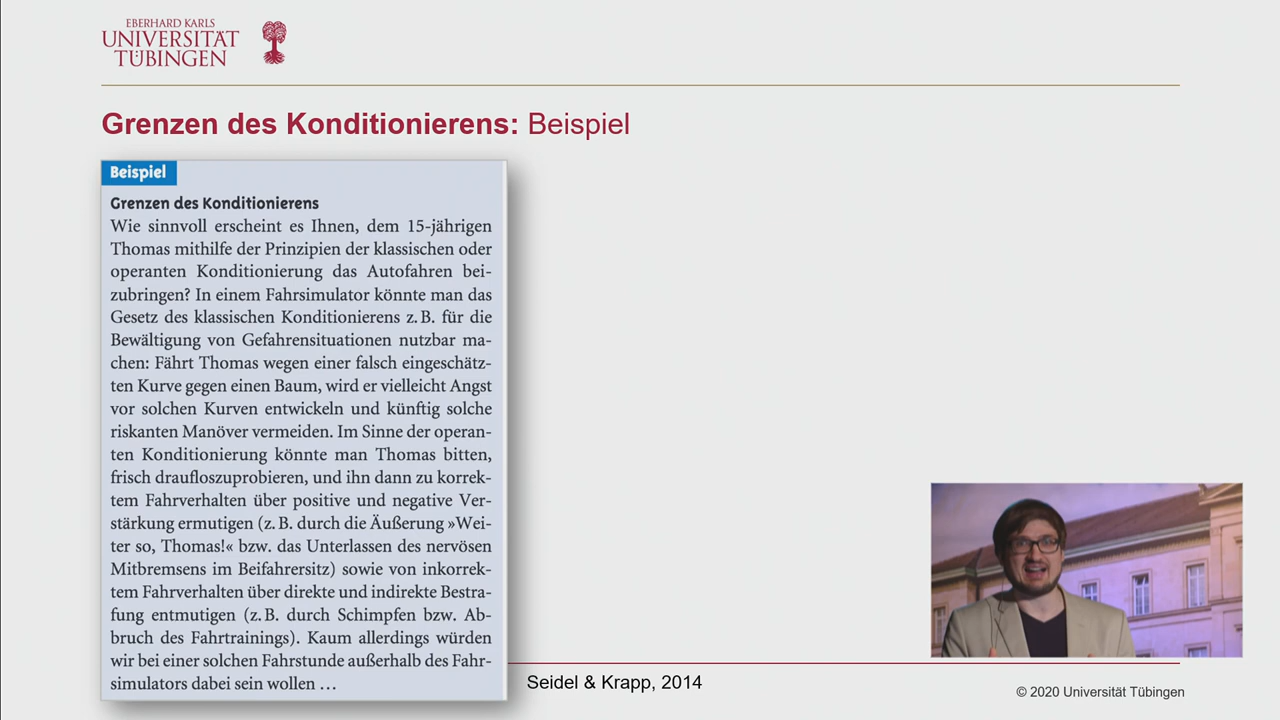 EBERHARD KARLS
UNIVERSITÄT
TÜBINGEN
Grenzen des Konditionierens: Beispiel
Beispiel
Grenzen des Konditionierens
Wie sinnvoll erscheint es Ihnen, dem 15-jährigen
Thomas mithilfe der Prinzipien der klassischen oder
operanten Konditionierung das Autofahren bei-
zubringen? In einem Fahrsimulator könnte man das
Gesetz des klassischen Konditionierens z. B. für die
Bewältigung von Gefahrensituationen nutzbar ma-
chen: Fährt Thomas wegen einer falsch eingeschätz-
ten Kurve gegen einen Baum, wird er vielleicht Angst
vor solchen Kurven entwickeln und künftig solche
riskanten Manöver vermeiden. Im Sinne der operan-
ten Konditionierung könnte man Thomas bitten,
frisch draufloszuprobieren, und ihn dann zu korrek-
tem Fahrverhalten über positive und negative Ver-
stärkung ermutigen (z. B. durch die Äußerung »Wei-
ter so, Thomas!« bzw. das Unterlassen des nervösen
Mitbremsens im Beifahrersitz) sowie von inkorrek-
tem Fahrverhalten über direkte und indirekte Bestra-
fung entmutigen (z. B. durch Schimpfen bzw. Ab-
bruch des Fahrtrainings). Kaum allerdings würden
wir bei einer solchen Fahrstunde außerhalb des Fahr-
simulators dabei sein wollen …
Seidel & Krapp, 2014
© 2020 Universität Tübingen